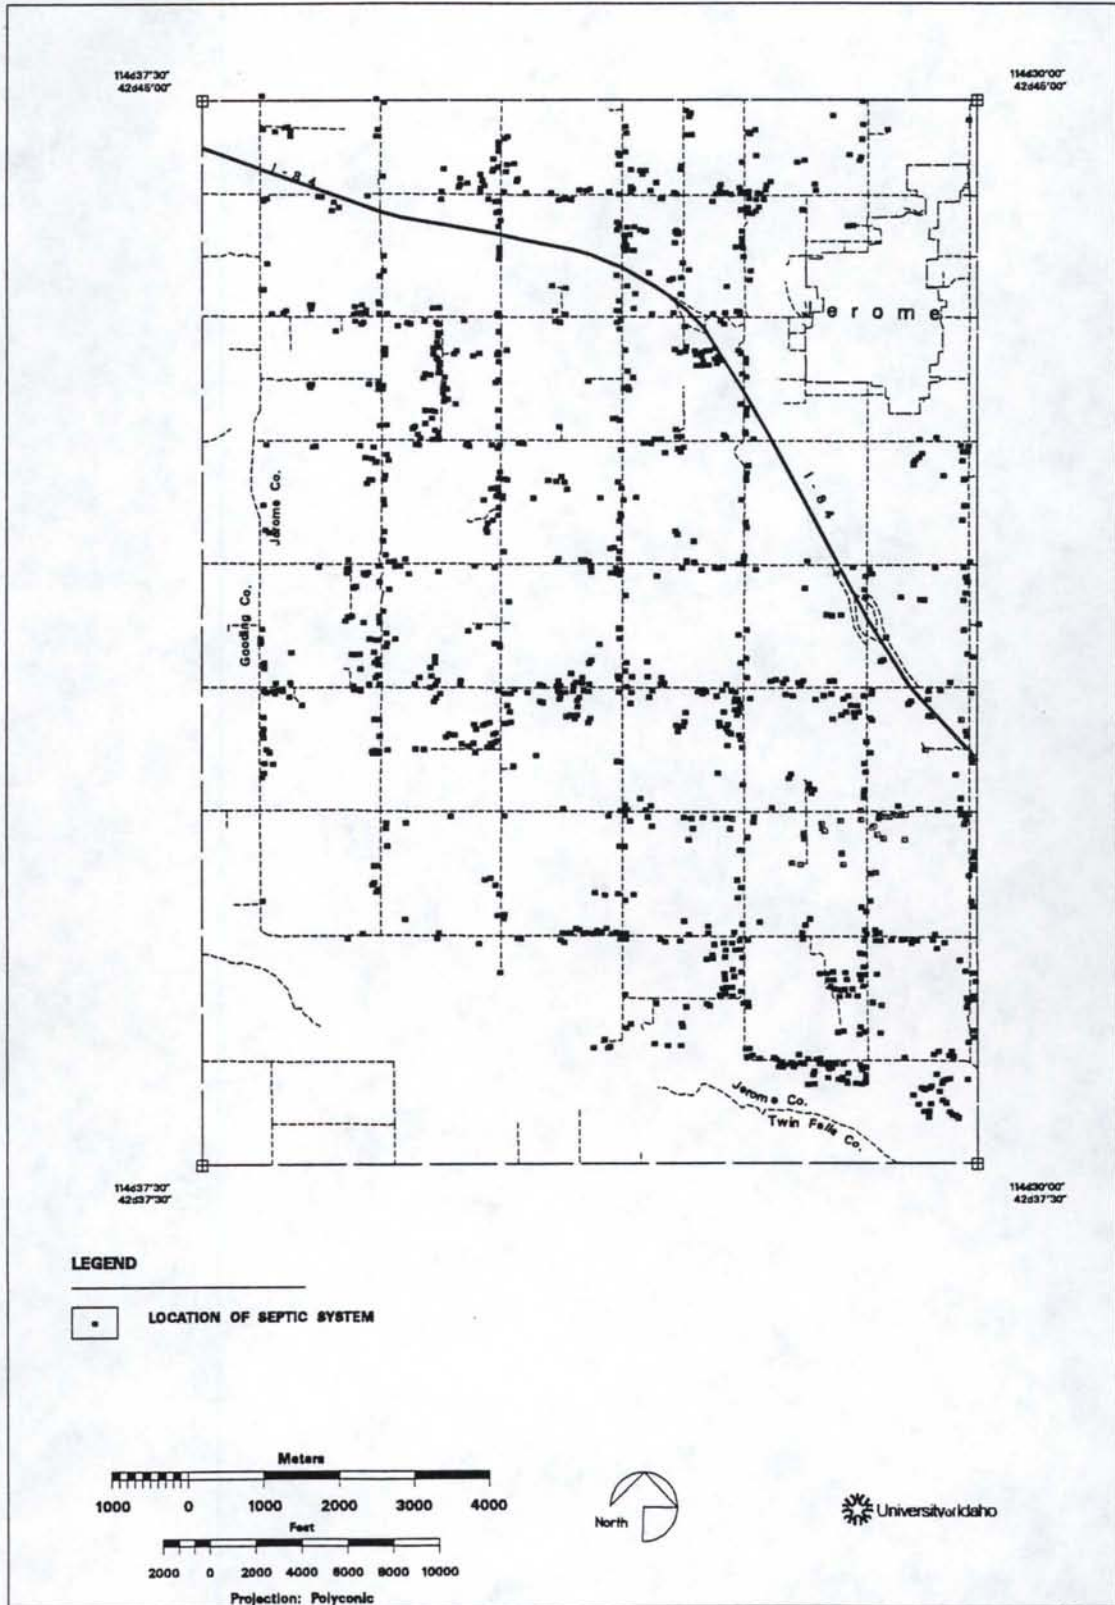 114d37'30" 114d30'00"
42d45'00" 42d45'00"
I-84
erome
Jerome Co.
Gooding Co.
I-84
Jerome Co.
Twin Falls Co.
114d37'30" 114d30'00"
42d37'30" 42d37'30"
LEGEND
LOCATION OF SEPTIC SYSTEM
Meters
1000 0 1000 2000 3000 4000
Feet
2000 0 2000 4000 6000 8000 10000
Projection: Polyconic
North
University of Idaho